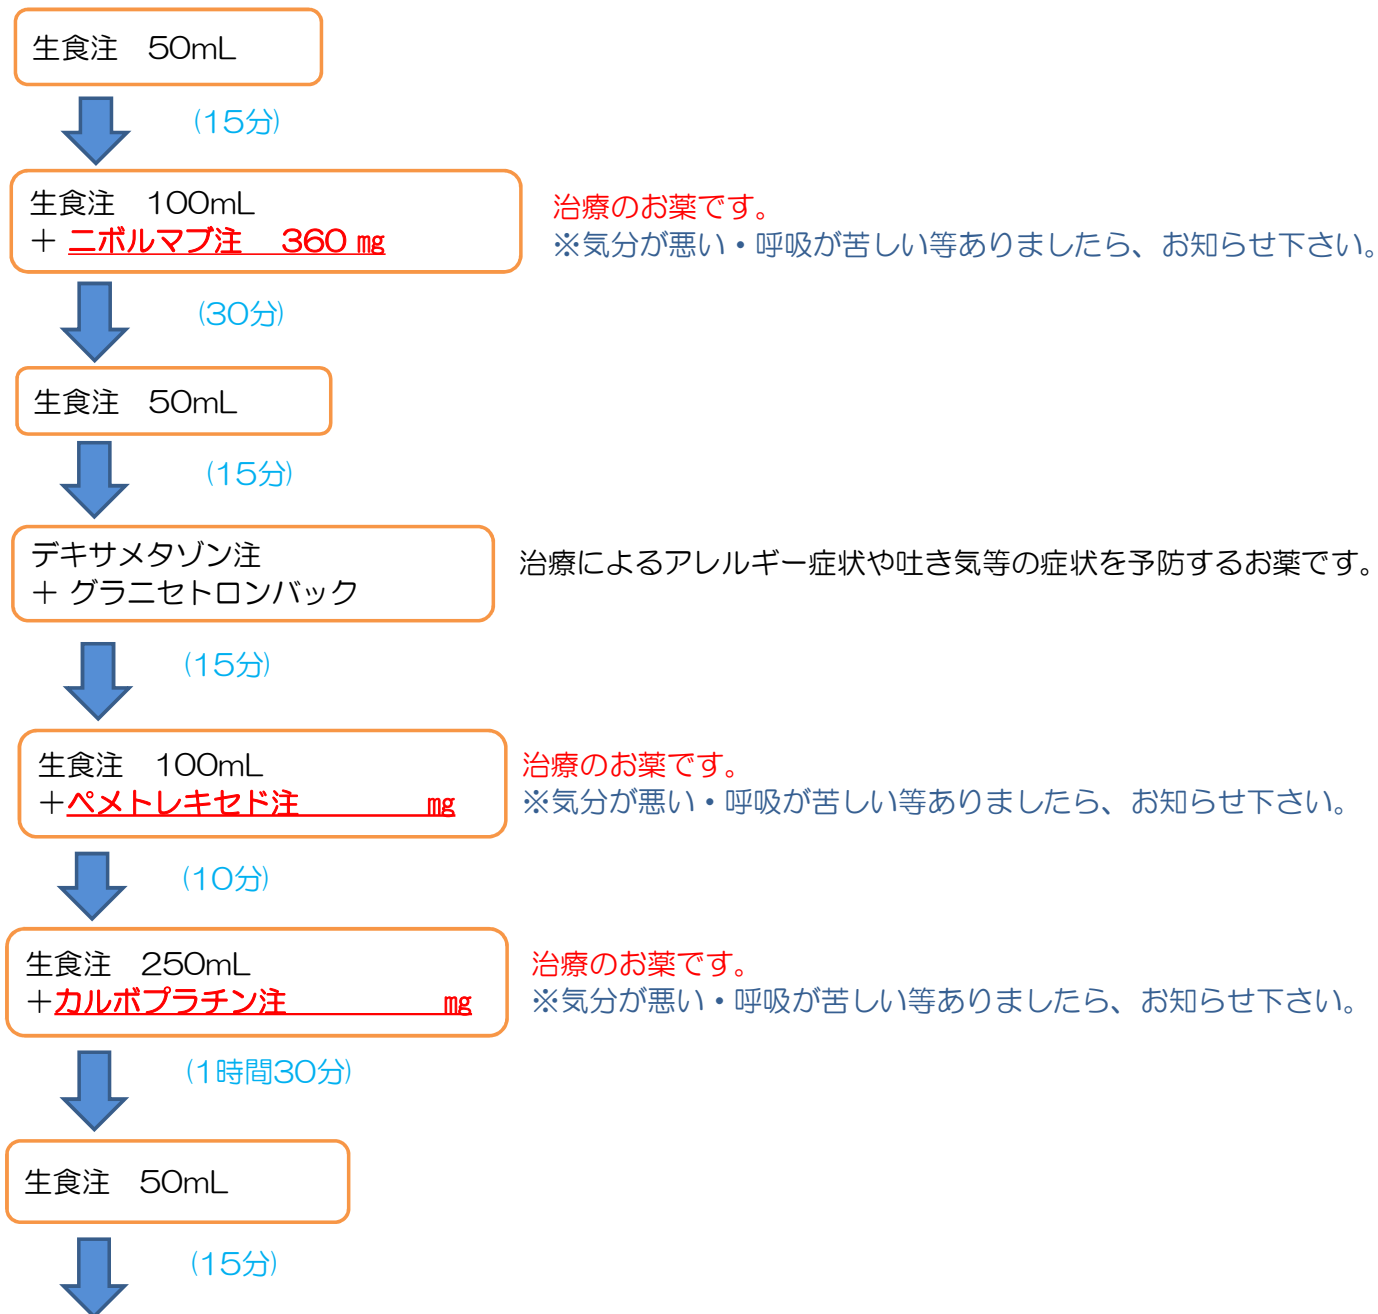 生食注　50mL
(15分)
生食注　100mL
＋ ニボルマブ注　360 ㎎
治療のお薬です。
※気分が悪い・呼吸が苦しい等ありましたら、お知らせ下さい。
(30分)
生食注　50mL
(15分)
デキサメタゾン注
＋ グラニセトロンバック
治療によるアレルギー症状や吐き気等の症状を予防するお薬です。
(15分)
生食注　100mL
＋ペメトレキセド注　　　　㎎
治療のお薬です。
※気分が悪い・呼吸が苦しい等ありましたら、お知らせ下さい。
(10分)
生食注　250mL
＋カルボプラチン注　　　　　㎎
治療のお薬です。
※気分が悪い・呼吸が苦しい等ありましたら、お知らせ下さい。
(1時間30分)
生食注　50mL
(15分)